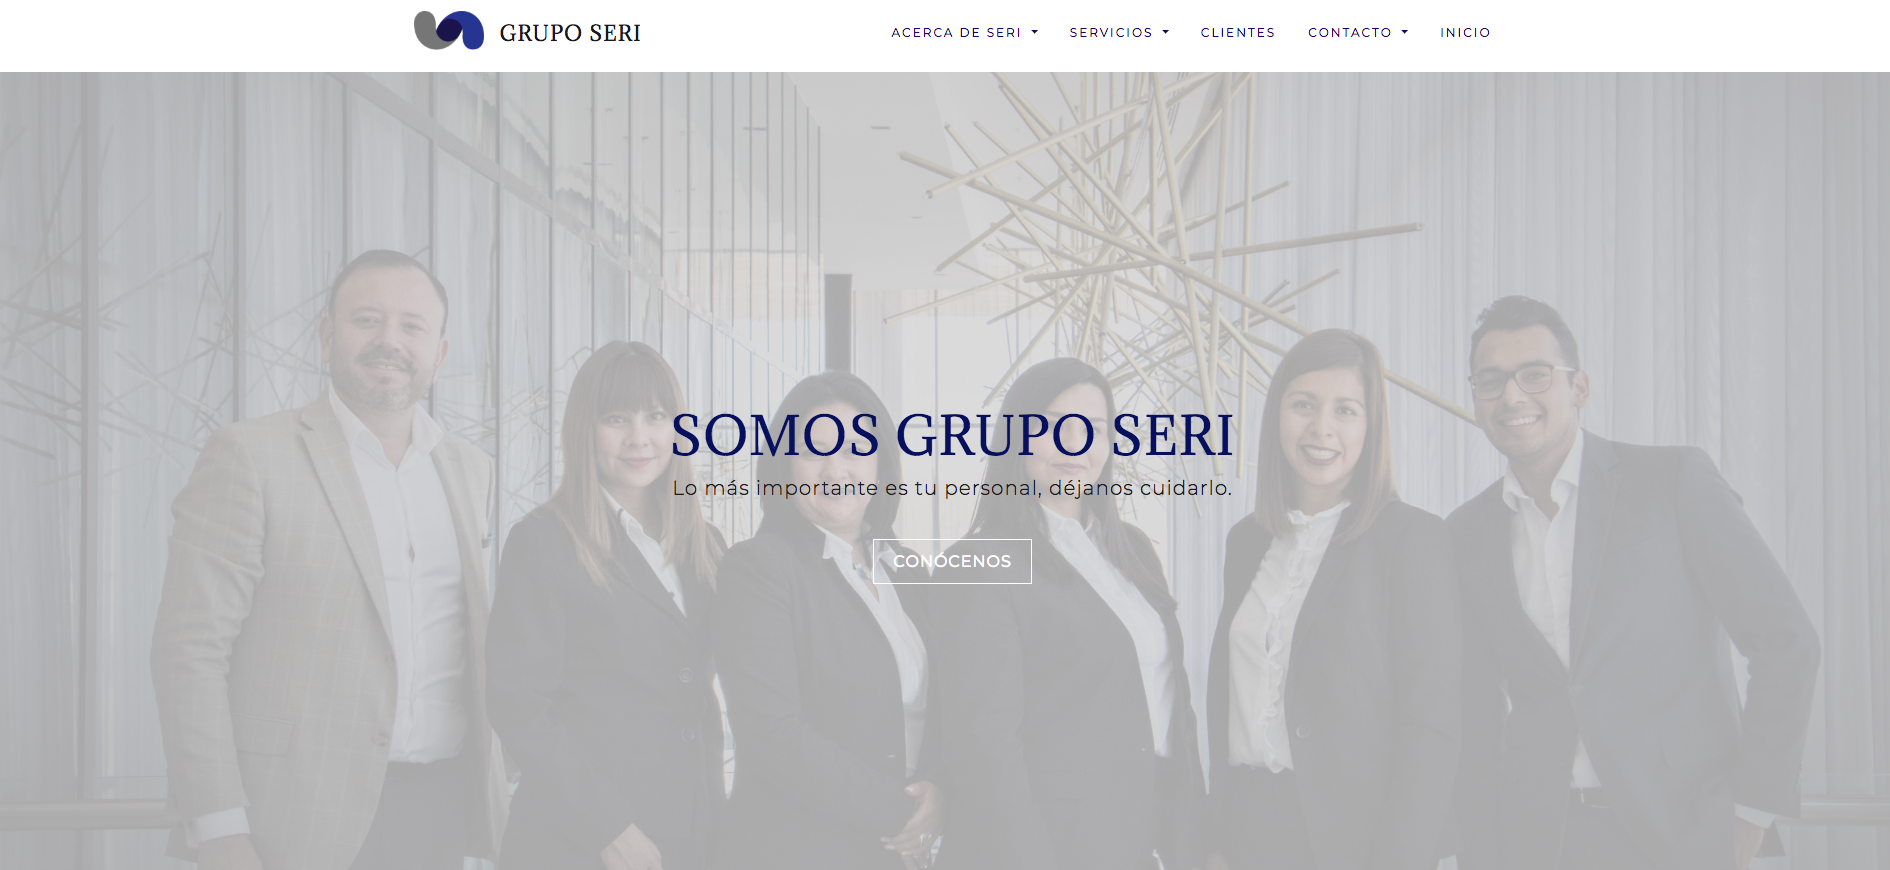 GRUPO SERI
ACERCA DE SERI
SERVICIOS
CLIENTES
CONTACTO
INICIO
SOMOS GRUPO SERI
Lo más importante es tu personal, déjanos cuidarlo.
CONÓCENOS